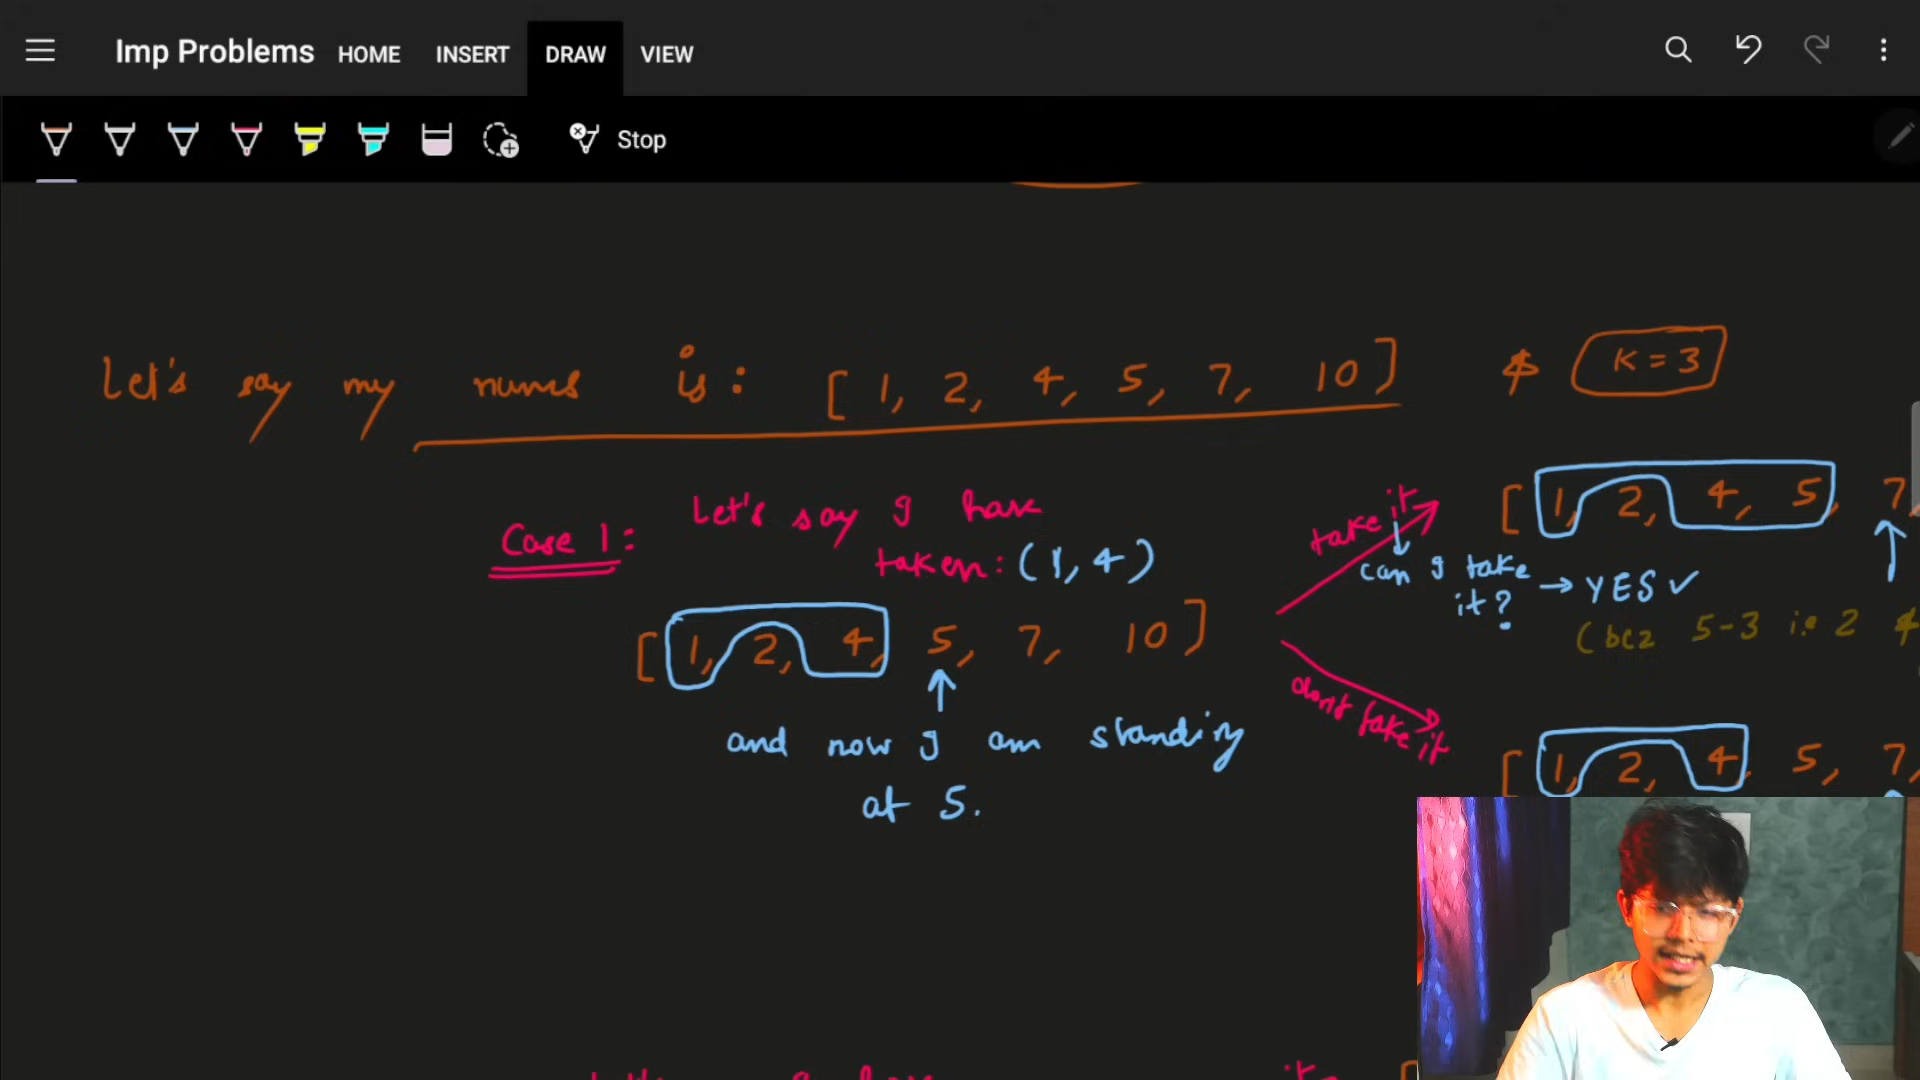 Imp Problems HOME INSERT DRAW VIEW
Stop
Let's say my nums is: [ 1, 2, 4, 5, 7, 10 ] & K = 3
Case 1: Let's say I have
taken: (1, 4)
[ 1, 2, 4, 5, 7, 10 ]
and now I am standing
at 5.
take it
[ 1, 2, 4, 5, 7,
can I take
it? → YES ✓
(bcz 5-3 i.e 2 &
don't take it
[ 1, 2, 4, 5, 7,